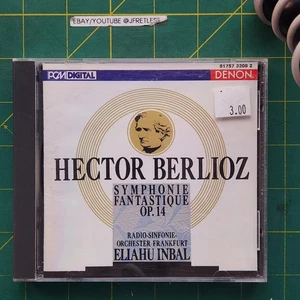 EBAY/YOUTUBE @JFRETLESS
81757 3208 2
PCM DIGITAL
DENON
3.00
HECTOR BERLIOZ
SYMPHONIE
FANTASTIQUE
OP. 14
RADIO-SINFONIE-
ORCHESTER-FRANKFURT
ELIAHU INBAL